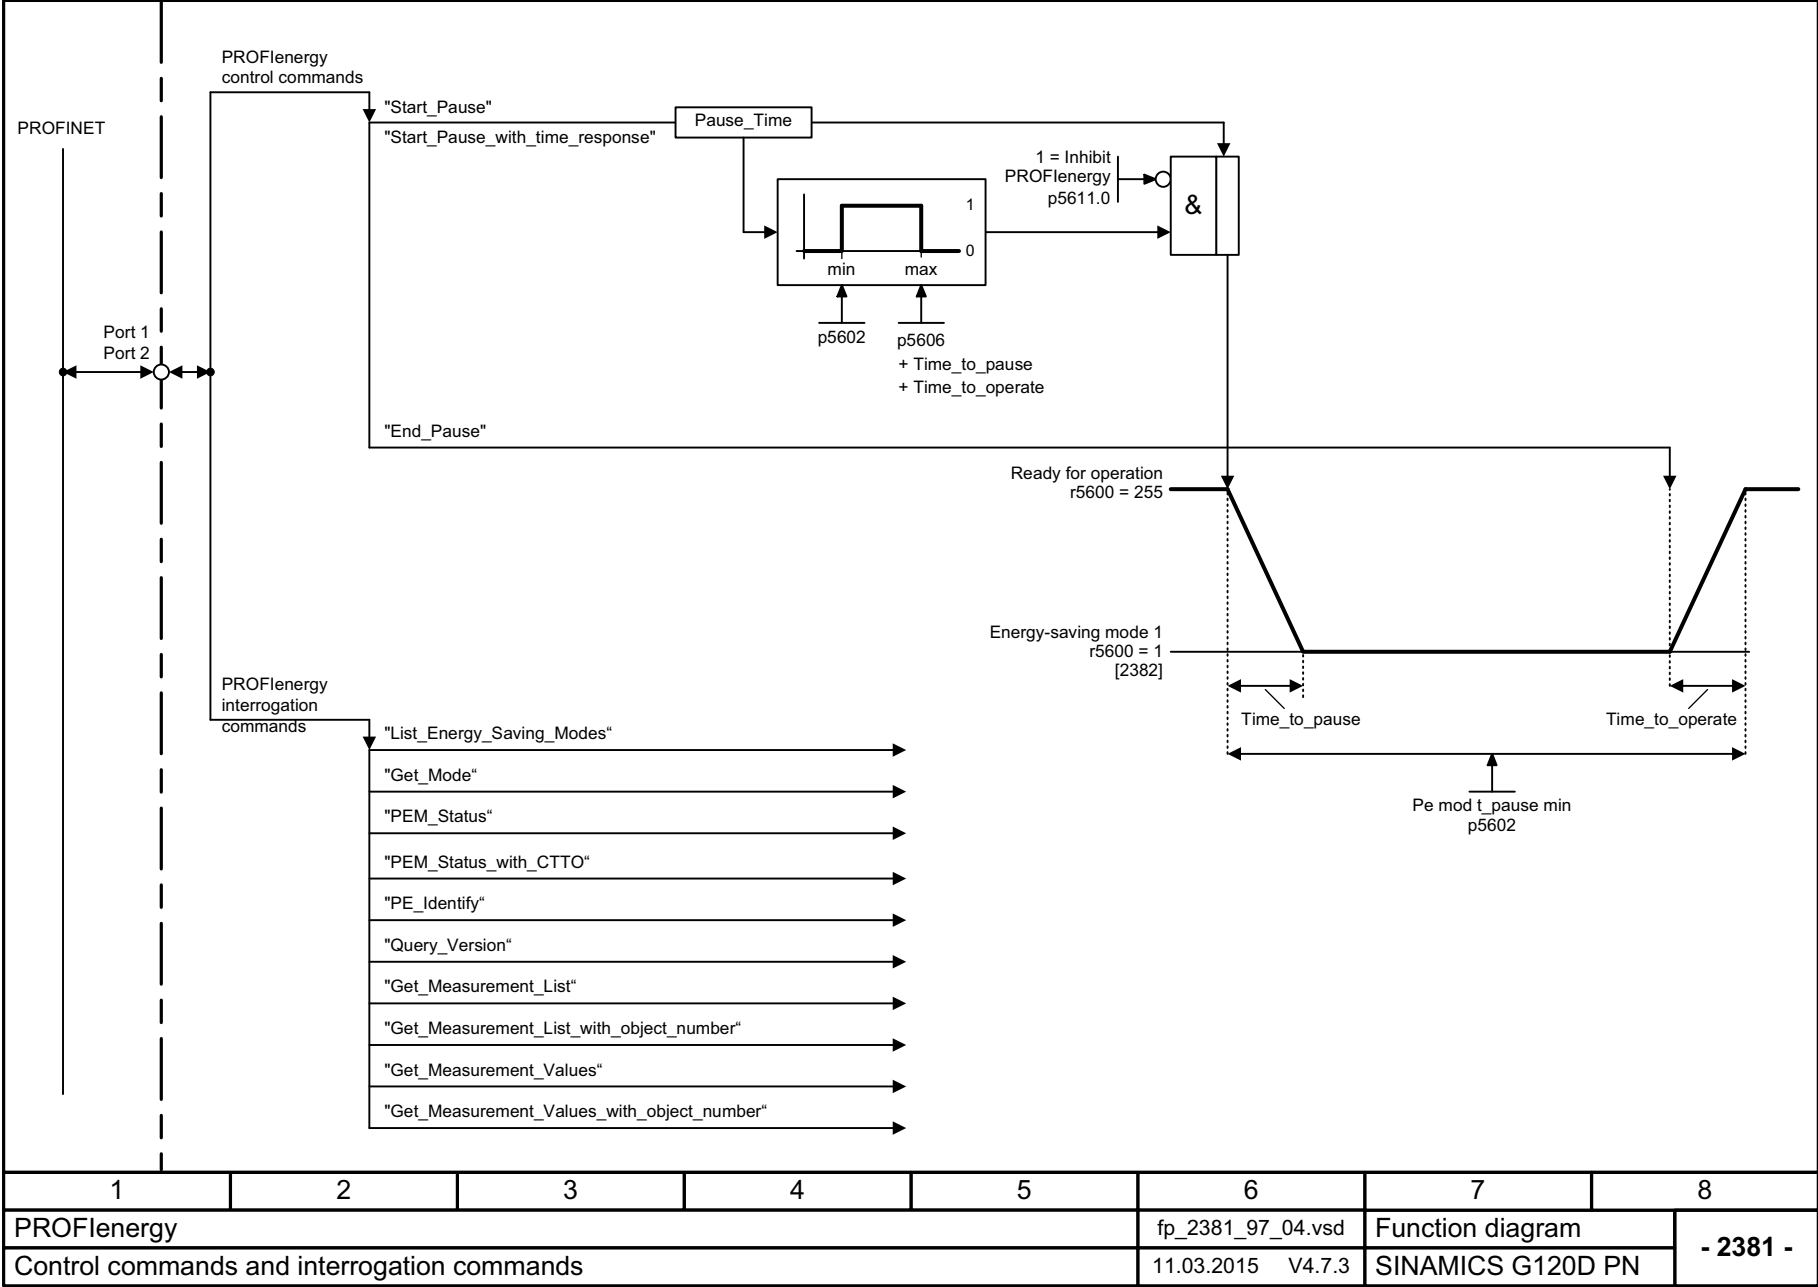 PROFIenergy
control commands
PROFINET
"Start_Pause"
"Start_Pause_with_time_response"
Pause_Time
1 = Inhibit
PROFIenergy
p5611.0
&
1
0
min max
p5602
p5606
+ Time_to_pause
+ Time_to_operate
Port 1
Port 2
"End_Pause"
Ready for operation
r5600 = 255
Energy-saving mode 1
r5600 = 1
[2382]
Time_to_pause
Time_to_operate
Pe mod t_pause min
p5602
PROFIenergy
interrogation
commands
"List_Energy_Saving_Modes“
"Get_Mode“
"PEM_Status“
"PEM_Status_with_CTTO“
"PE_Identify“
"Query_Version“
"Get_Measurement_List“
"Get_Measurement_List_with_object_number“
"Get_Measurement_Values“
"Get_Measurement_Values_with_object_number“
1 2 3 4 5 6 7 8
PROFIenergy fp_2381_97_04.vsd Function diagram
- 2381 -
Control commands and interrogation commands 11.03.2015 V4.7.3 SINAMICS G120D PN